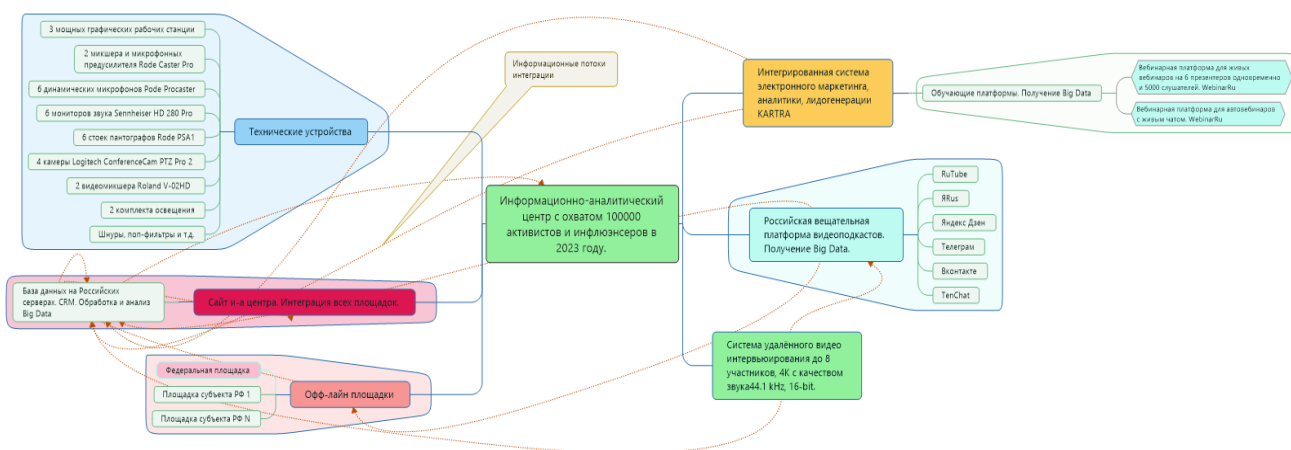 3 мощных графических рабочих станции
2 микшера и микрофонных
предусилителя Rode Caster Pro
6 динамических микрофонов Pode Procaster
6 мониторов звука Sennheiser HD 280 Pro
6 стоек пантографов Rode PSA1
4 камеры Logitech ConferenceCam PTZ Pro 2
2 видеомикшера Roland V-02HD
2 комплекта освещения
Шнуры, поп-фильтры и т.д.
Технические устройства
База данных на Российских
серверах. CRM. Обработка и анализ
Big Data
Сайт и-а центра. Интеграция всех площадок.
Федеральная площадка
Площадка субъекта РФ 1
Площадка субъекта РФ N
Офф-лайн площадки
Информационные потоки
интеграции
Информационно-аналитический
центр с охватом 100000
активистов и инфлюэнсеров в
2023 году.
Интегрированная система
электронного маркетинга,
аналитики, лидогенерации
KARTRA
Обучающие платформы. Получение Big Data
Вебинарная платформа для живых
вебинаров на 6 презентеров одновременно
и 5000 слушателей. WebinarRu
Вебинарная платформа для автовебинаров
с живым чатом. WebinarRu
Российская вещательная
платформа видеоподкастов.
Получение Big Data.
RuTube
ЯRus
Яндекс Дзен
Телеграм
Вконтакте
TenChat
Система удалённого видео
интервьюирования до 8
участников, 4K с качеством
звука44.1 kHz, 16-bit.